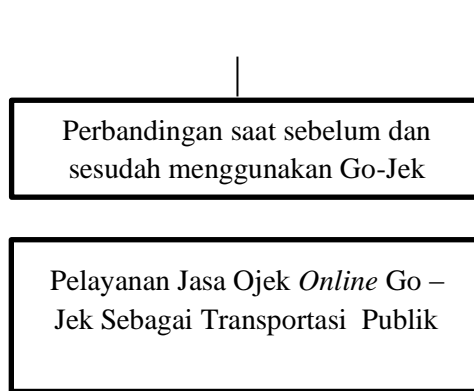 Perbandingan saat sebelum dan
sesudah menggunakan Go-Jek
Pelayanan Jasa Ojek Online Go –
Jek Sebagai Transportasi Publik